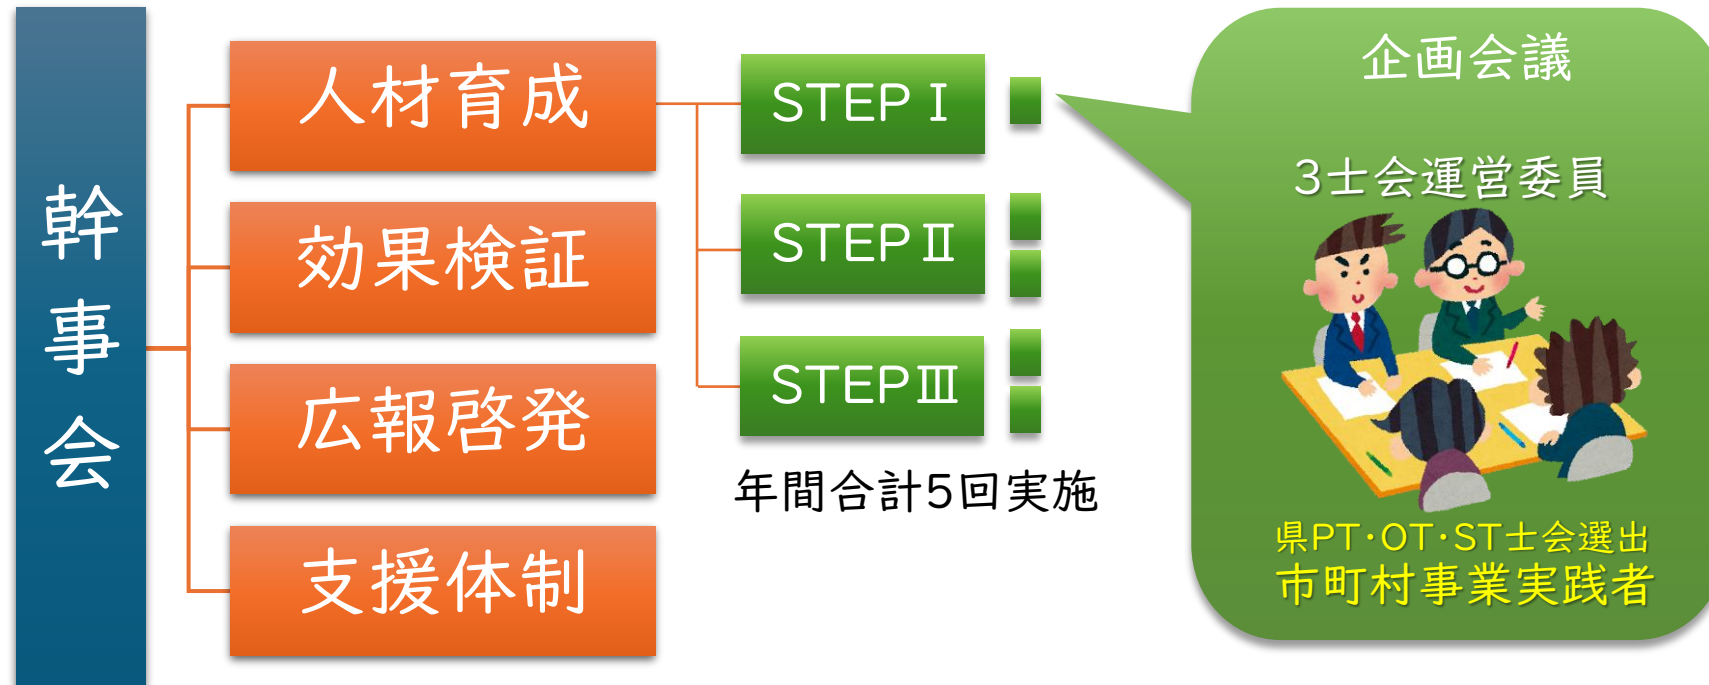 幹事会
人材育成
効果検証
広報啓発
支援体制
STEPⅠ
STEPⅡ
STEPⅢ
年間合計5回実施
企画会議
3士会運営委員
県PT・OT・ST士会選出
市町村事業実践者